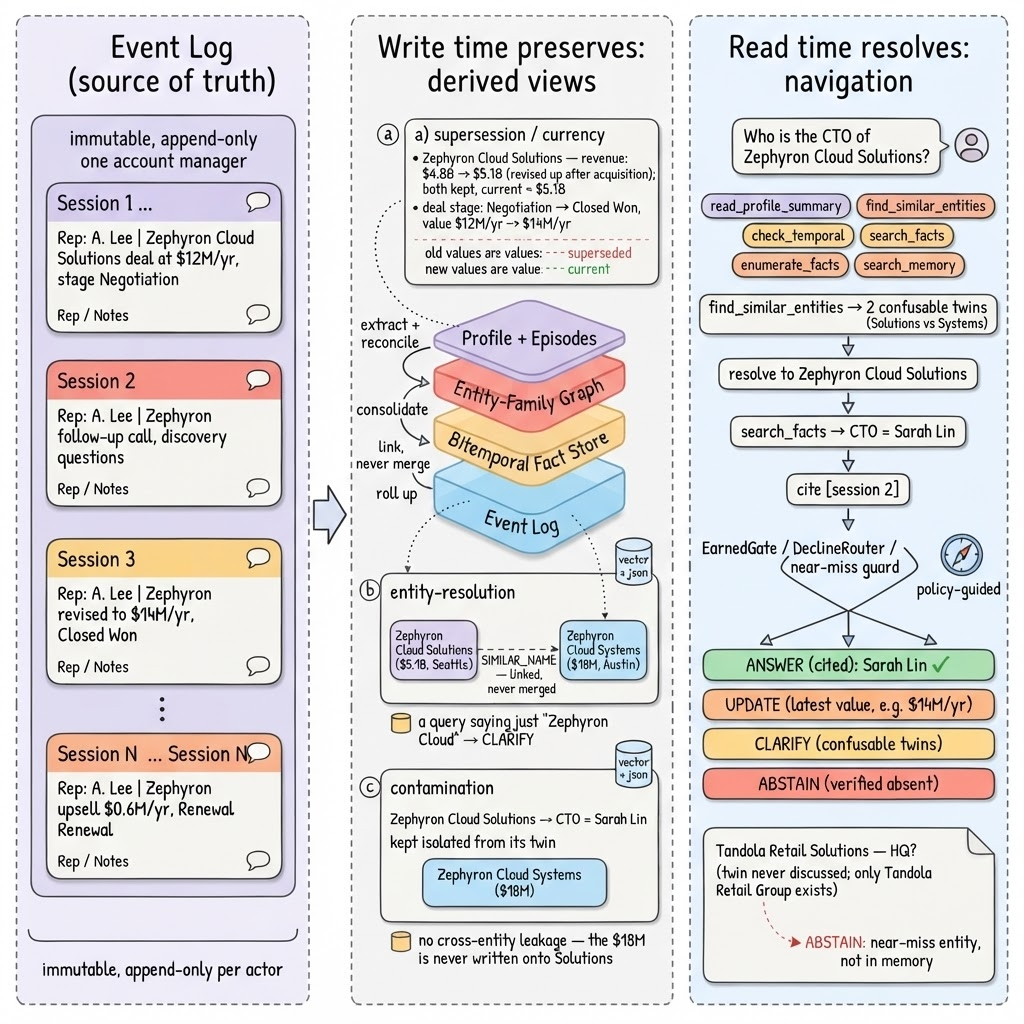 Event Log
(source of truth)
immutable, append-only
one account manager
Session 1 ...
Rep: A. Lee | Zephyron Cloud
Solutions deal at $12M/yr,
stage Negotiation
Rep / Notes
Session 2
Rep: A. Lee | Zephyron
follow-up call, discovery
questions
Rep / Notes
Session 3
Rep: A. Lee | Zephyron
revised to $14M/yr,
Closed Won
Rep / Notes
Session N ... Session N
Rep: A. Lee | Zephyron
upsell $0.6M/yr, Renewal
Renewal
Rep / Notes
immutable, append-only per actor
Write time preserves:
derived views
a
a) supersession / currency
• Zephyron Cloud Solutions — revenue:
$4.8B → $5.1B (revised up after acquisition);
both kept, current = $5.1B
• deal stage: Negotiation → Closed Won,
value $12M/yr → $14M/yr
old values are values: --- superseded
new values are value: --- current
extract +
reconcile
consolidate
link,
never merge
roll up
Profile + Episodes
Entity-Family Graph
Bitemporal Fact Store
Event Log
vector
+ json
b
entity-resolution
Zephyron
Cloud Solutions
($5.1B, Seattls)
SIMILAR_NAME
— Unked,
never merged
Zephyron
Cloud Systems
($18M, Austin)
a query saying just "Zephyron
Cloud" → CLARIFY
vector
+ json
c
contamination
Zephyron Cloud Solutions → CTO = Sarah Lin
kept isolated from its twin
Zephyron Cloud Systems
($18M)
no cross-entity leakage — the $18M
is never written onto Solutions
Read time resolves:
navigation
Who is the CTO of
Zephyron Cloud Solutions?
read_profile_summary
find_similar_entities
check_temporal
search_facts
enumerate_facts
search_memory
find_similar_entities → 2 confusable twins
(Solutions vs Systems)
resolve to Zephyron Cloud Solutions
search_facts → CTO = Sarah Lin
cite [session 2]
EarnedGate / DeclineRouter /
near-miss guard
policy-guided
ANSWER (cited): Sarah Lin ✓
UPDATE (latest value, e.g. $14M/yr)
CLARIFY (confusable twins)
ABSTAIN (verified absent)
Tandola Retail Solutions — HQ?
(twin never discussed; only Tandola
Retail Group exists)
ABSTAIN: near-miss entity,
not in memory